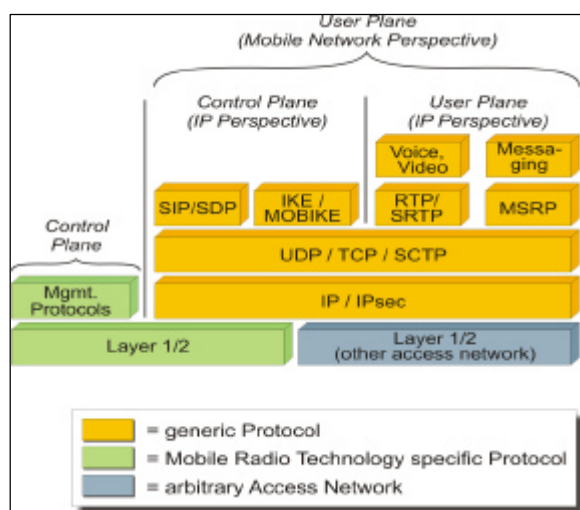 User Plane
(Mobile Network Perspective)
Control Plane
(IP Perspective)
User Plane
(IP Perspective)
Voice,
Video
Messa-
ging
SIP/SDP
IKE /
MOBIKE
RTP/
SRTP
MSRP
Control
Plane
UDP / TCP / SCTP
Mgmt.
Protocols
IP / IPsec
Layer 1/2
Layer 1/2
(other access network)
= generic Protocol
= Mobile Radio Technology specific Protocol
= arbitrary Access Network